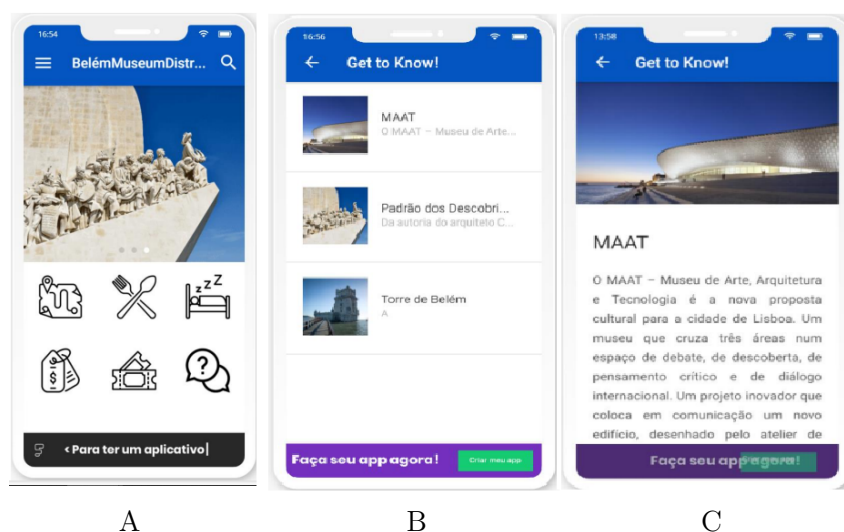 16:54
BelémMuseumDistr...
z z Z
$
?
< Para ter um aplicativo|
A
16:56
Get to Know!
MAAT
O MAAT – Museu de Arte...
Padrão dos Descobri...
Da autoria do arquiteto C...
Torre de Belém
A
Faça seu app agora!
Criar meu app
B
13:58
Get to Know!
MAAT
O MAAT – Museu de Arte, Arquitetura
e Tecnologia é a nova proposta
cultural para a cidade de Lisboa. Um
museu que cruza três áreas num
espaço de debate, de descoberta, de
pensamento crítico e de diálogo
internacional. Um projeto inovador que
coloca em comunicação um novo
edifício, desenhado pelo atelier de
Faça seu app agora!
C